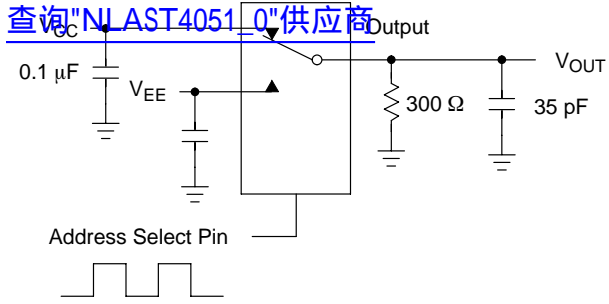 查询"NLAST4051_0"供应商
VCC
Output
0.1 μF
VEE
VOUT
300 Ω
35 pF
Address Select Pin